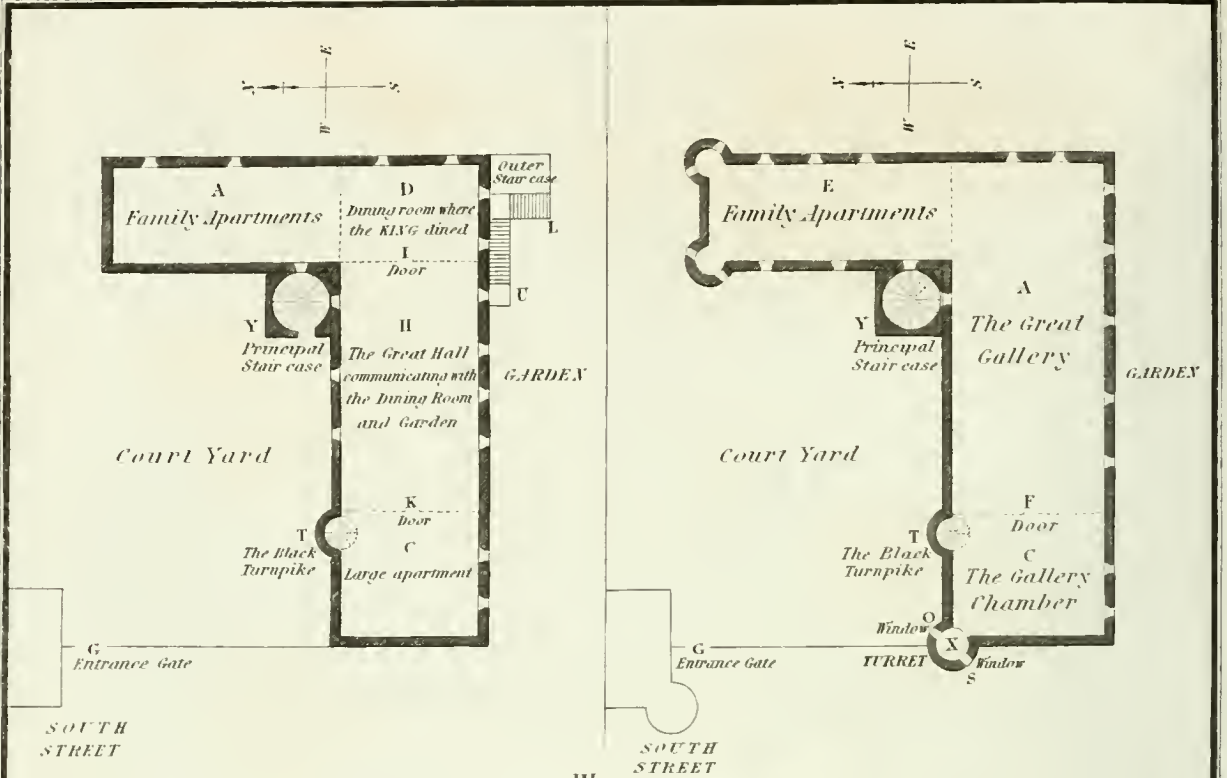 E
N
S
W
A
Family Apartments
D
Dining room where
the KING dined
I
Door
Outer
Stair case
L
U
Y
Principal
Stair case
H
The Great Hall
communicating with
the Dining Room
and Garden
GARDEN
Court Yard
K
Door
T
The Black
Turnpike
C
Large apartment
G
Entrance Gate
SOUTH
STREET
E
N
S
W
E
Family Apartments
Y
Principal
Stair case
A
The Great
Gallery
GARDEN
Court Yard
F
Door
T
The Black
Turnpike
C
The Gallery
Chamber
O
Window
X
TURRET
Window
S
G
Entrance Gate
SOUTH
STREET
III